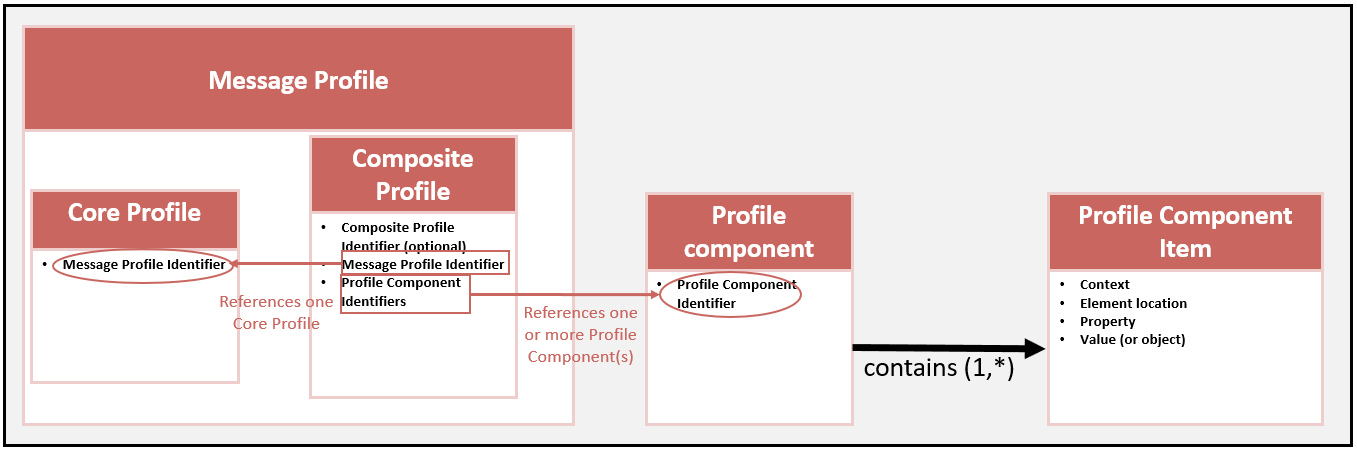 Message Profile
Core Profile
• Message Profile Identifier
Composite
Profile
• Composite Profile
Identifier (optional)
• Message Profile Identifier
• Profile Component
Identifiers
References one
Core Profile
References one
or more Profile
Component(s)
Profile
component
• Profile Component
Identifier
contains (1,*)
Profile Component
Item
• Context
• Element location
• Property
• Value (or object)